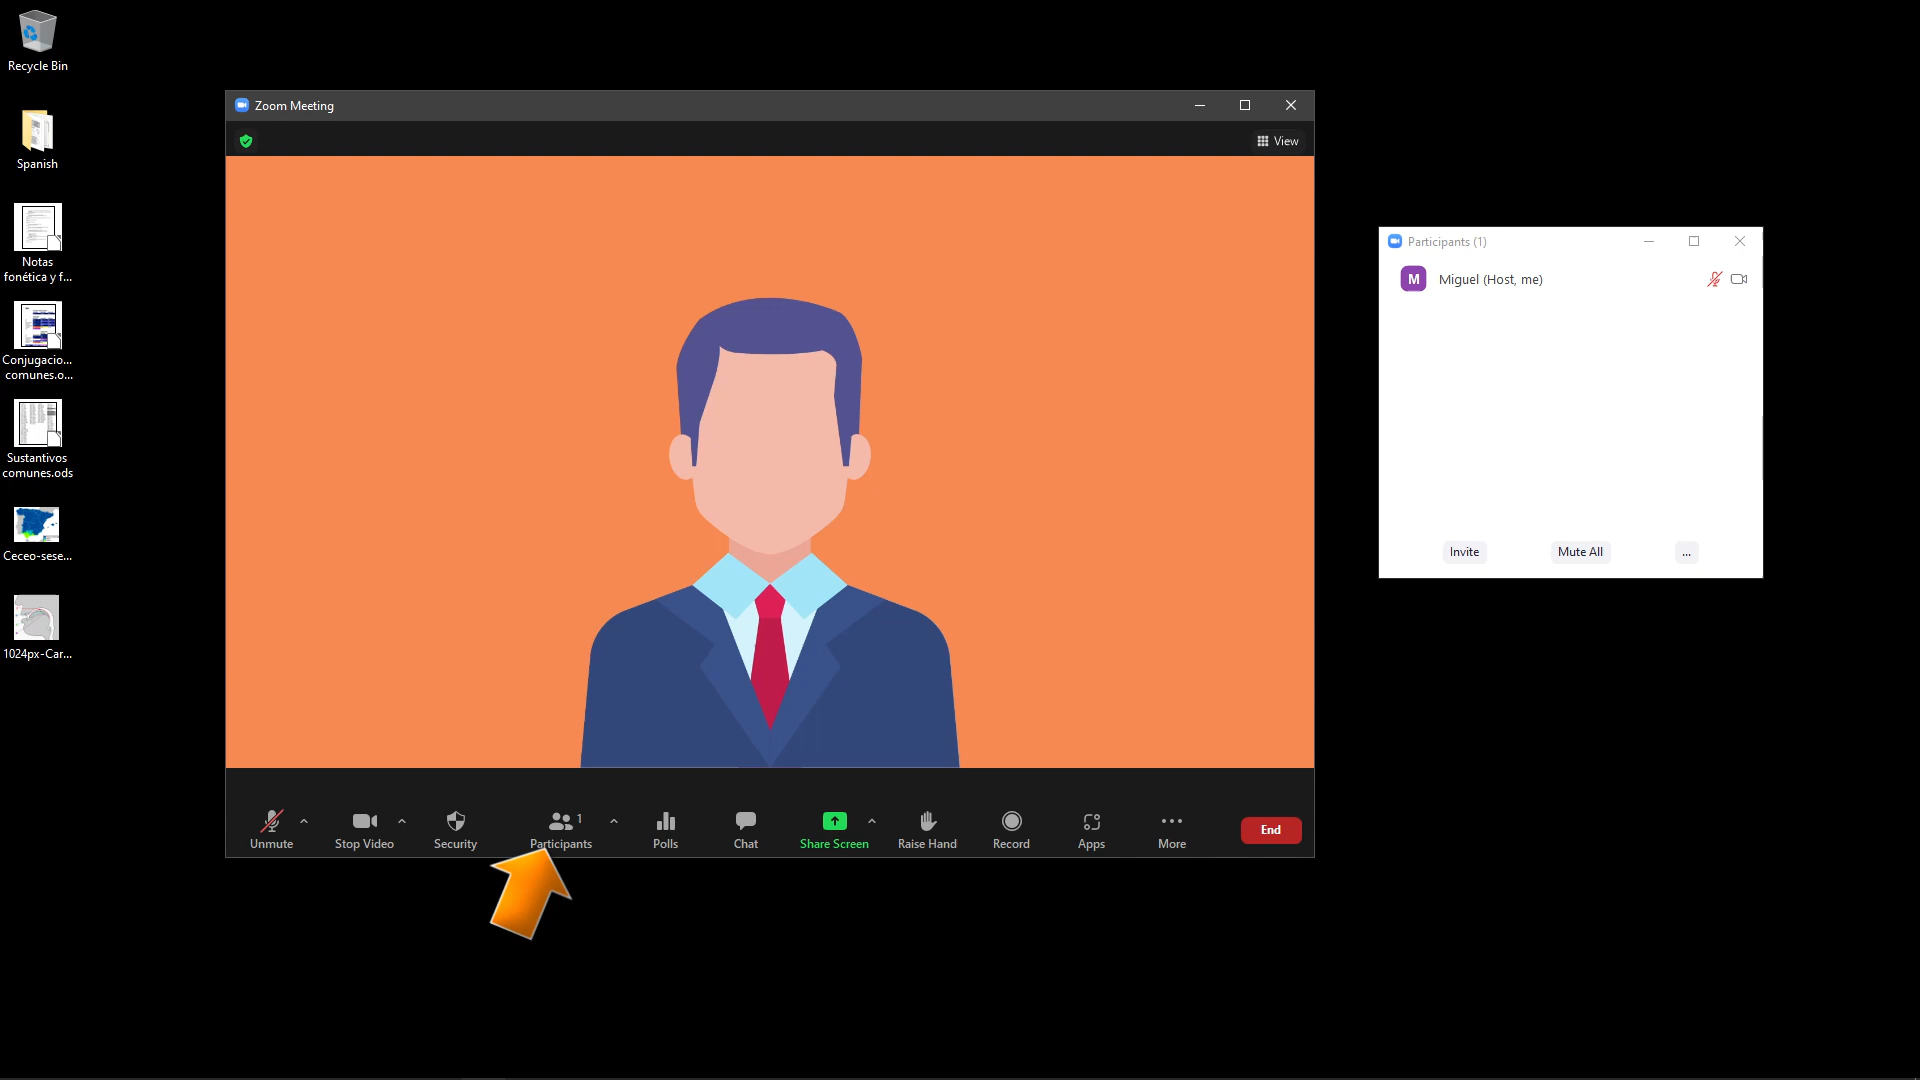 Recycle Bin
Spanish
Notas
fonética y f...
Conjugacio...
comunes.o...
Sustantivos
comunes.ods
Ceceo-sese...
1024px-Car...
Zoom Meeting
View
Unmute
Stop Video
Security
1
Participants
Polls
Chat
Share Screen
Raise Hand
Record
Apps
More
End
Participants (1)
M
Miguel (Host, me)
Invite
Mute All
...